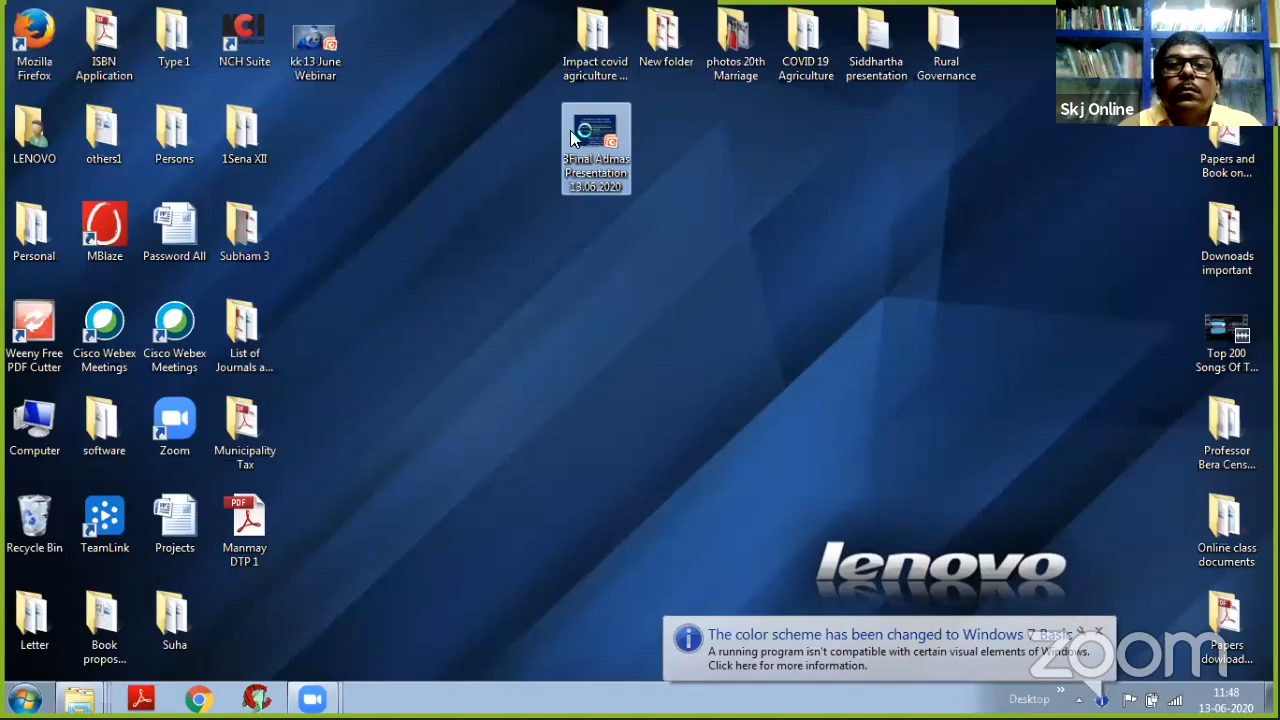 Mozilla
Firefox
ISBN
Application
Type 1
NCH Suite
kk 13 June
Webinar
Impact covid
agriculture ...
New folder
photos 20th
Marriage
COVID 19
Agriculture
Siddhartha
presentation
Rural
Governance
Skj Online
LENOVO
others1
Persons
1Sena XII
3Final Admas
Presentation
13.06.2020
Papers and
Book on...
Personal
MBlaze
Password All
Subham 3
Downoads
important
Weeny Free
PDF Cutter
Cisco Webex
Meetings
Cisco Webex
Meetings
List of
Journals a...
Top 200
Songs Of T...
Computer
software
Zoom
Municipality
Tax
Professor
Bera Cens...
Recycle Bin
TeamLink
Projects
PDF
Manmay
DTP 1
Online class
documents
lenovo
Letter
Book
propos...
Suha
Papers
dowload...
The color scheme has been changed to Windows 7 Basic
A running program isn't compatible with certain visual elements of Windows.
Click here for more information.
zoom
Desktop
11:48
13-06-2020